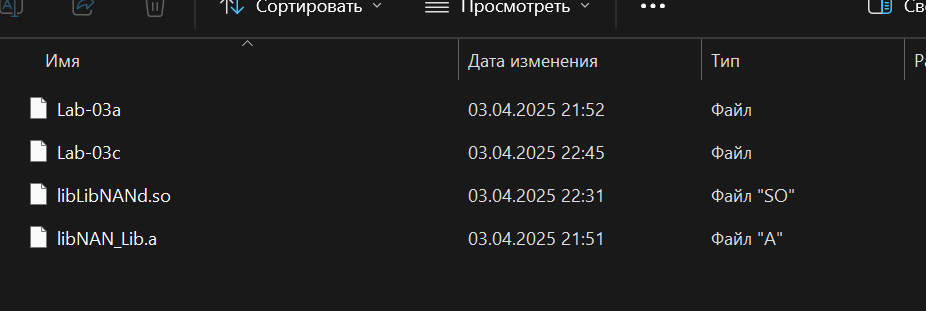 Сортировать Просмотреть
Имя Дата изменения Тип
Lab-03a 03.04.2025 21:52 Файл
Lab-03c 03.04.2025 22:45 Файл
libLibNANd.so 03.04.2025 22:31 Файл "SO"
libNAN_Lib.a 03.04.2025 21:51 Файл "A"